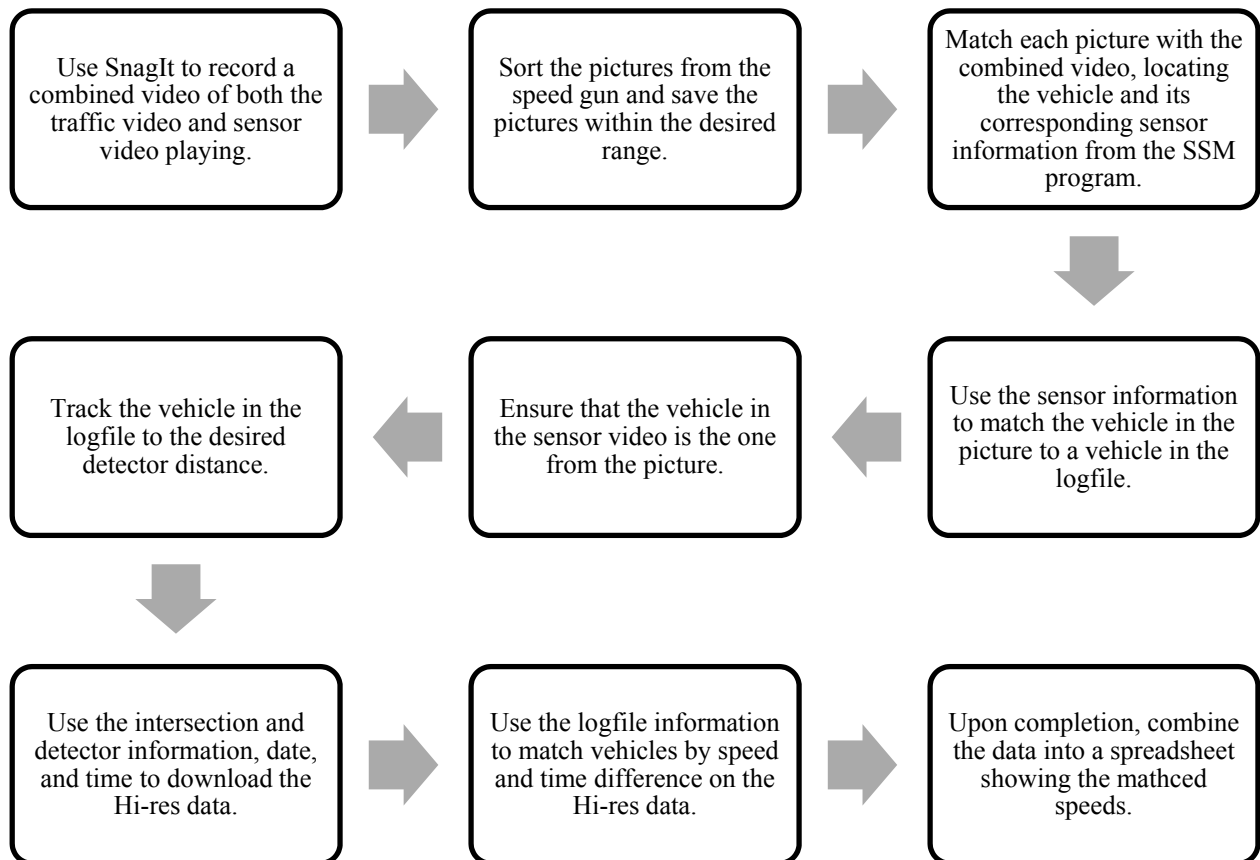 Use SnagIt to record a
combined video of both the
traffic video and sensor
video playing.
Sort the pictures from the
speed gun and save the
pictures within the desired
range.
Match each picture with the
combined video, locating
the vehicle and its
corresponding sensor
information from the SSM
program.
Use the sensor information
to match the vehicle in the
picture to a vehicle in the
logfile.
Ensure that the vehicle in
the sensor video is the one
from the picture.
Track the vehicle in the
logfile to the desired
detector distance.
Use the intersection and
detector information, date,
and time to download the
Hi-res data.
Use the logfile information
to match vehicles by speed
and time difference on the
Hi-res data.
Upon completion, combine
the data into a spreadsheet
showing the mathced
speeds.